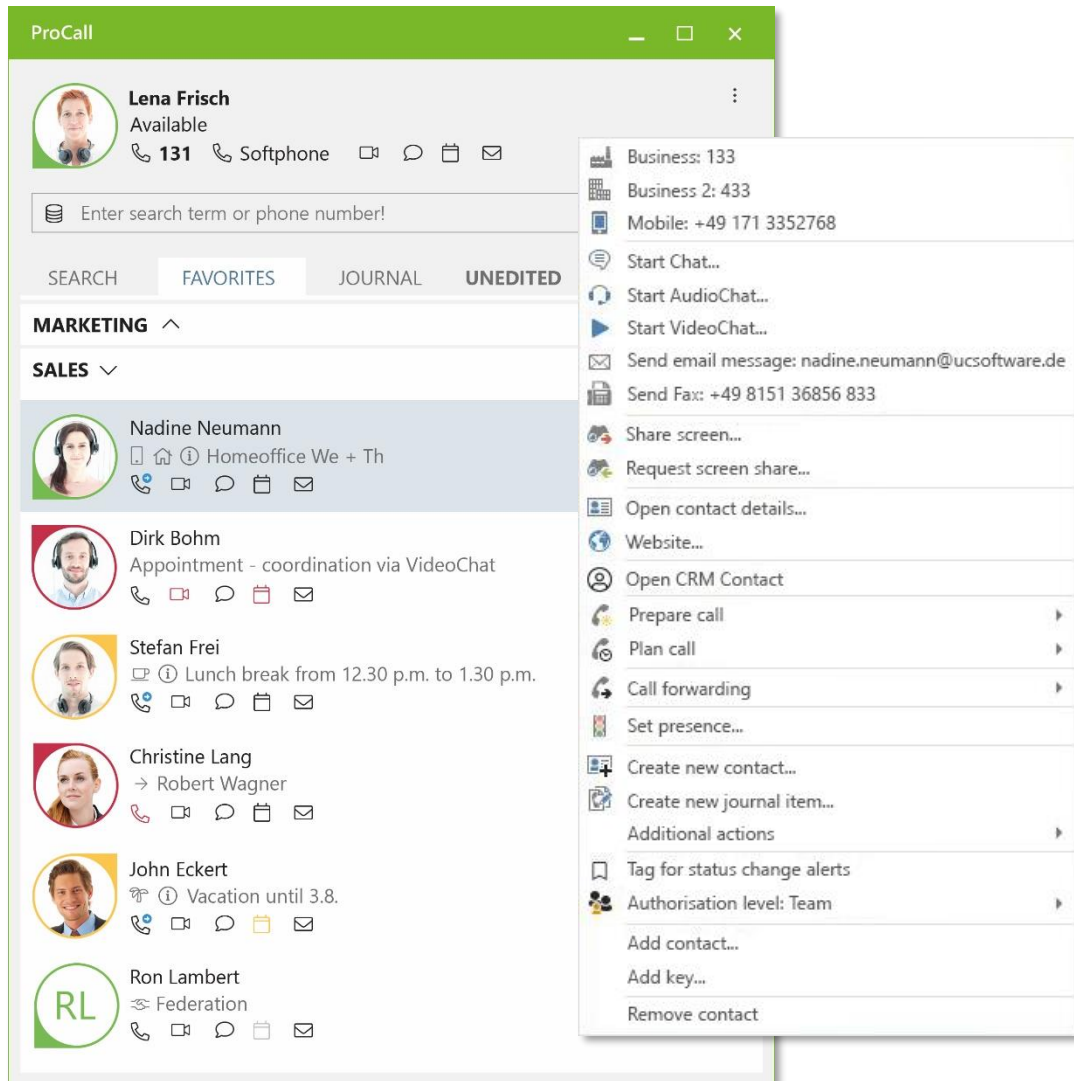 ProCall
Lena Frisch
Available
131 Softphone
Enter search term or phone number!
SEARCH FAVORITES JOURNAL UNEDITED
MARKETING
SALES
Nadine Neumann
Homeoffice We + Th
Dirk Bohm
Appointment - coordination via VideoChat
Stefan Frei
Lunch break from 12.30 p.m. to 1.30 p.m.
Christine Lang
→ Robert Wagner
John Eckert
Vacation until 3.8.
RL
Ron Lambert
Federation
Business: 133
Business 2: 433
Mobile: +49 171 3352768
Start Chat...
Start AudioChat...
Start VideoChat...
Send email message: nadine.neumann@ucsoftware.de
Send Fax: +49 8151 36856 833
Share screen...
Request screen share...
Open contact details...
Website...
Open CRM Contact
Prepare call
Plan call
Call forwarding
Set presence...
Create new contact...
Create new journal item...
Additional actions
Tag for status change alerts
Authorisation level: Team
Add contact...
Add key...
Remove contact